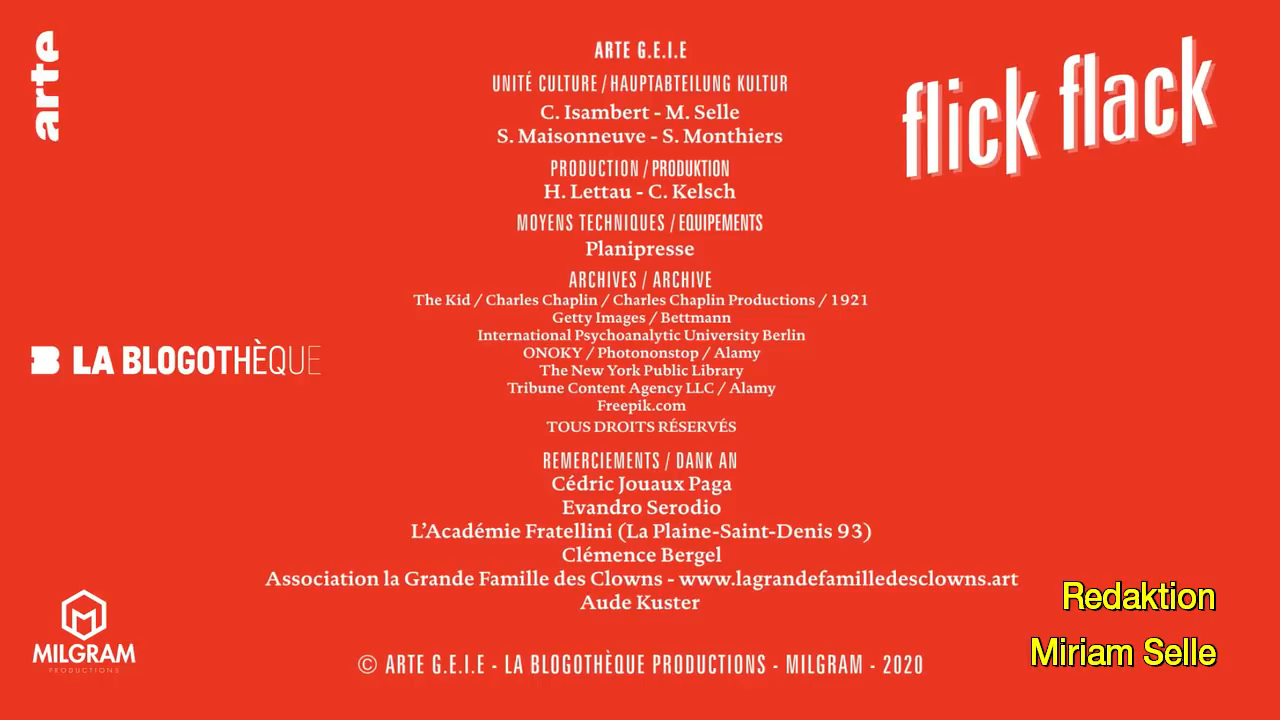 arte
ARTE G.E.I.E
UNITÉ CULTURE / HAUPTABTEILUNG KULTUR
C. Isambert - M. Selle
S. Maisonneuve - S. Monthiers
PRODUCTION / PRODUKTION
H. Lettau - C. Kelsch
MOYENS TECHNIQUES / EQUIPEMENTS
Planipresse
ARCHIVES / ARCHIVE
The Kid / Charles Chaplin / Charles Chaplin Productions / 1921
Getty Images / Bettmann
International Psychoanalytic University Berlin
ONOKY / Photononstop / Alamy
The New York Public Library
Tribune Content Agency LLC / Alamy
Freepik.com
TOUS DROITS RÉSERVÉS
REMERCIEMENTS / DANK AN
Cédric Jouaux Paga
Evandro Serodio
L'Académie Fratellini (La Plaine-Saint-Denis 93)
Clémence Bergel
Association la Grande Famille des Clowns - www.lagrandefamilledesclowns.art
Aude Kuster
© ARTE G.E.I.E - LA BLOGOTHÈQUE PRODUCTIONS - MILGRAM - 2020
flick flack
B LA BLOGOTHÈQUE
MILGRAM
PRODUCTIONS
Redaktion
Miriam Selle